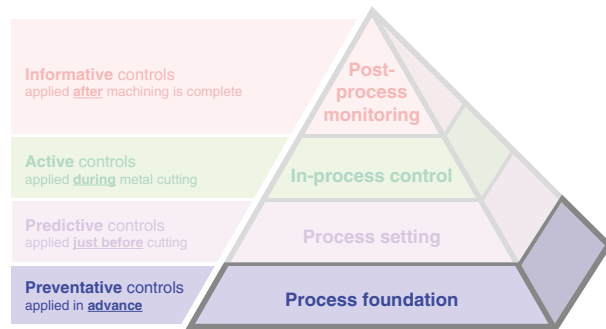 Informative controls
applied after machining is complete
Post-
process
monitoring
Active controls
applied during metal cutting
In-process control
Predictive controls
applied just before cutting
Process setting
Preventative controls
applied in advance
Process foundation